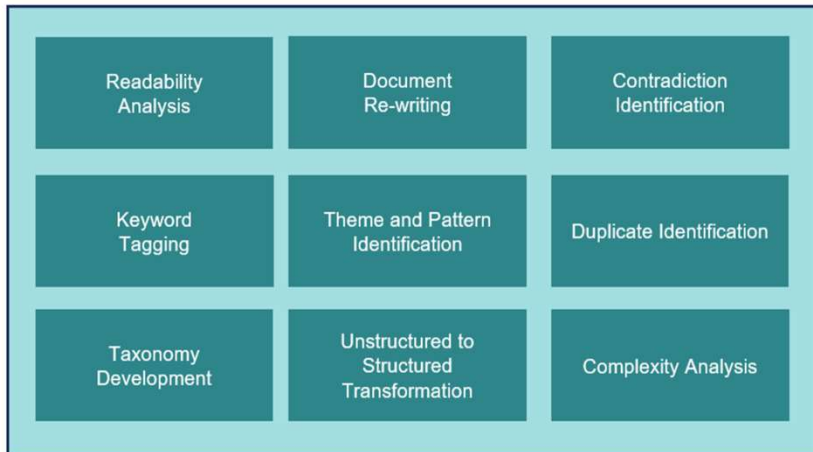 Readability
Analysis
Document
Re-writing
Contradiction
Identification
Keyword
Tagging
Theme and Pattern
Identification
Duplicate Identification
Taxonomy
Development
Unstructured to
Structured
Transformation
Complexity Analysis